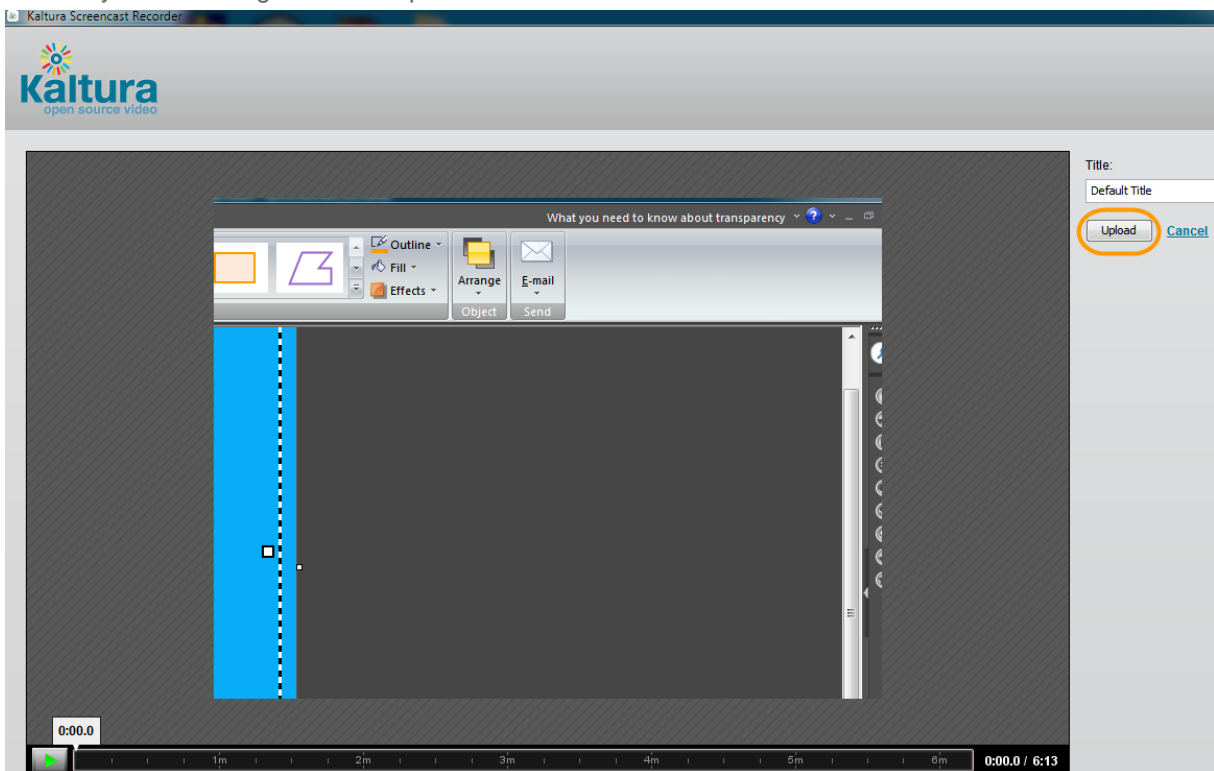 Kaltura Screencast Recorder
Kaltura
open source video
Title:
Default Title
Upload Cancel
What you need to know about transparency
Outline
Fill
Effects
Arrange
E-mail
Object
Send
0:00.0
1m 2m 3m 4m 5m 6m
0:00.0 / 6:13